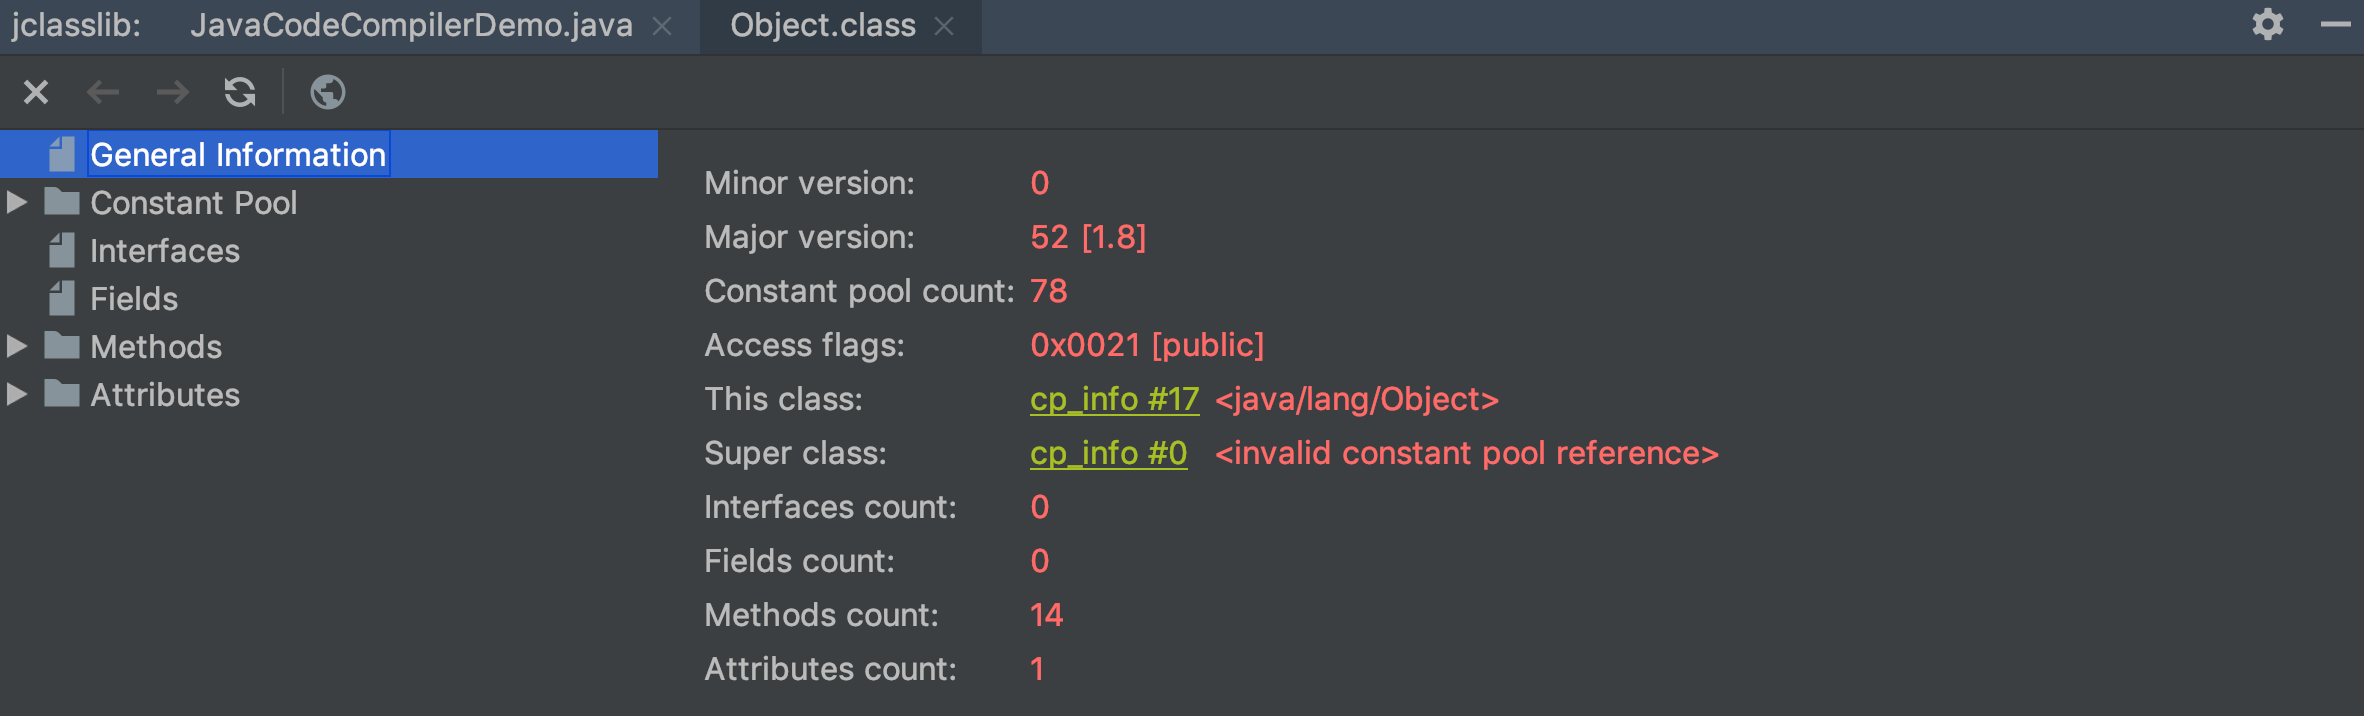 jclasslib: JavaCodeCompilerDemo.java Object.class
General Information
Constant Pool
Interfaces
Fields
Methods
Attributes
Minor version: 0
Major version: 52 [1.8]
Constant pool count: 78
Access flags: 0x0021 [public]
This class: cp_info #17 <java/lang/Object>
Super class: cp_info #0 <invalid constant pool reference>
Interfaces count: 0
Fields count: 0
Methods count: 14
Attributes count: 1